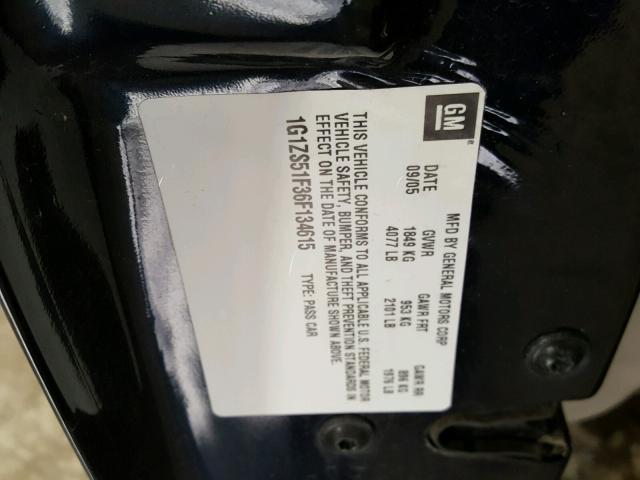 GM
MFD BY GENERAL MOTORS CORP
DATE GVWR GAWR FRT GAWR RR
09/05 1849 KG 953 KG 896 KG
4077 LB 2101 LB 1976 LB
THIS VEHICLE CONFORMS TO ALL APPLICABLE U.S. FEDERAL MOTOR
VEHICLE SAFETY, BUMPER, AND THEFT PREVENTION STANDARDS IN
EFFECT ON THE DATE OF MANUFACTURE SHOWN ABOVE.
1G1ZS51F36F134615 TYPE: PASS CAR